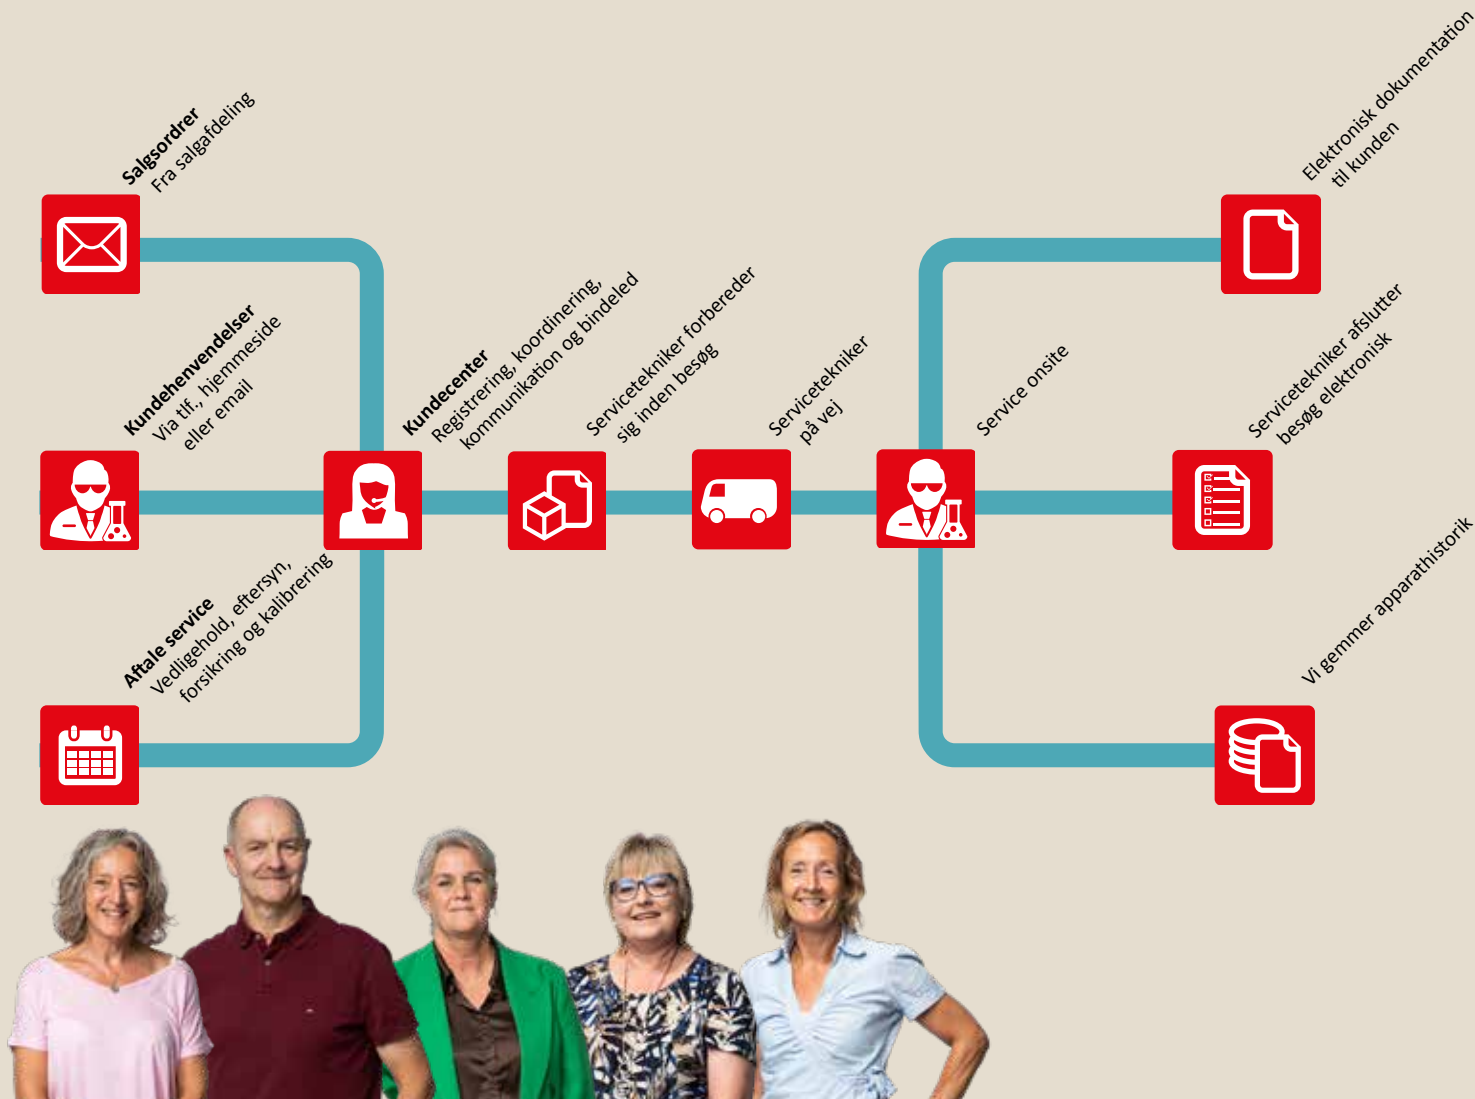 Salgsordrer
Fra salgafdeling
Kundehenvendelser
Via tlf., hjemmeside
eller email
Aftale service
Vedligehold, eftersyn,
forsikring og kalibrering
Kundecenter
Registrering, koordinering,
kommunikation og bindeled
Servicetekniker forbereder
sig inden besøg
Servicetekniker
på vej
Service onsite
Elektronisk dokumentation
til kunden
Servicetekniker afslutter
besøg elektronisk
Vi gemmer apparathistorik